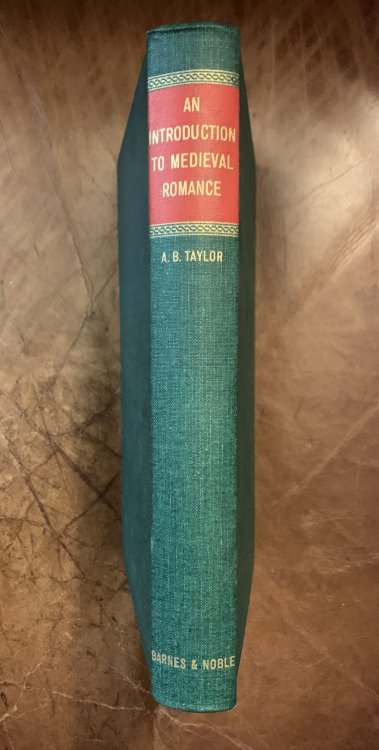 AN
INTRODUCTION
TO MEDIEVAL
ROMANCE
A. B. TAYLOR
BARNES & NOBLE